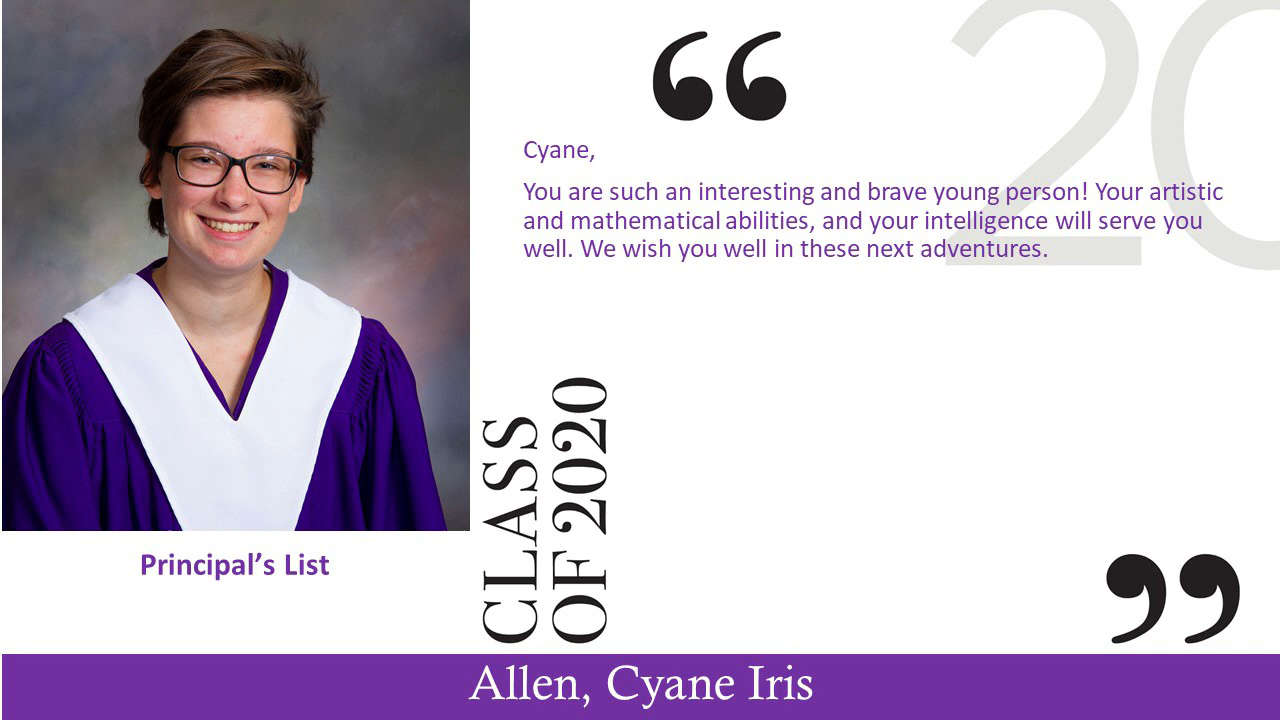 20
“
Cyane,
You are such an interesting and brave young person! Your artistic
and mathematical abilities, and your intelligence will serve you
well. We wish you well in these next adventures.
CLASS
OF 2020
Principal’s List
”
Allen, Cyane Iris